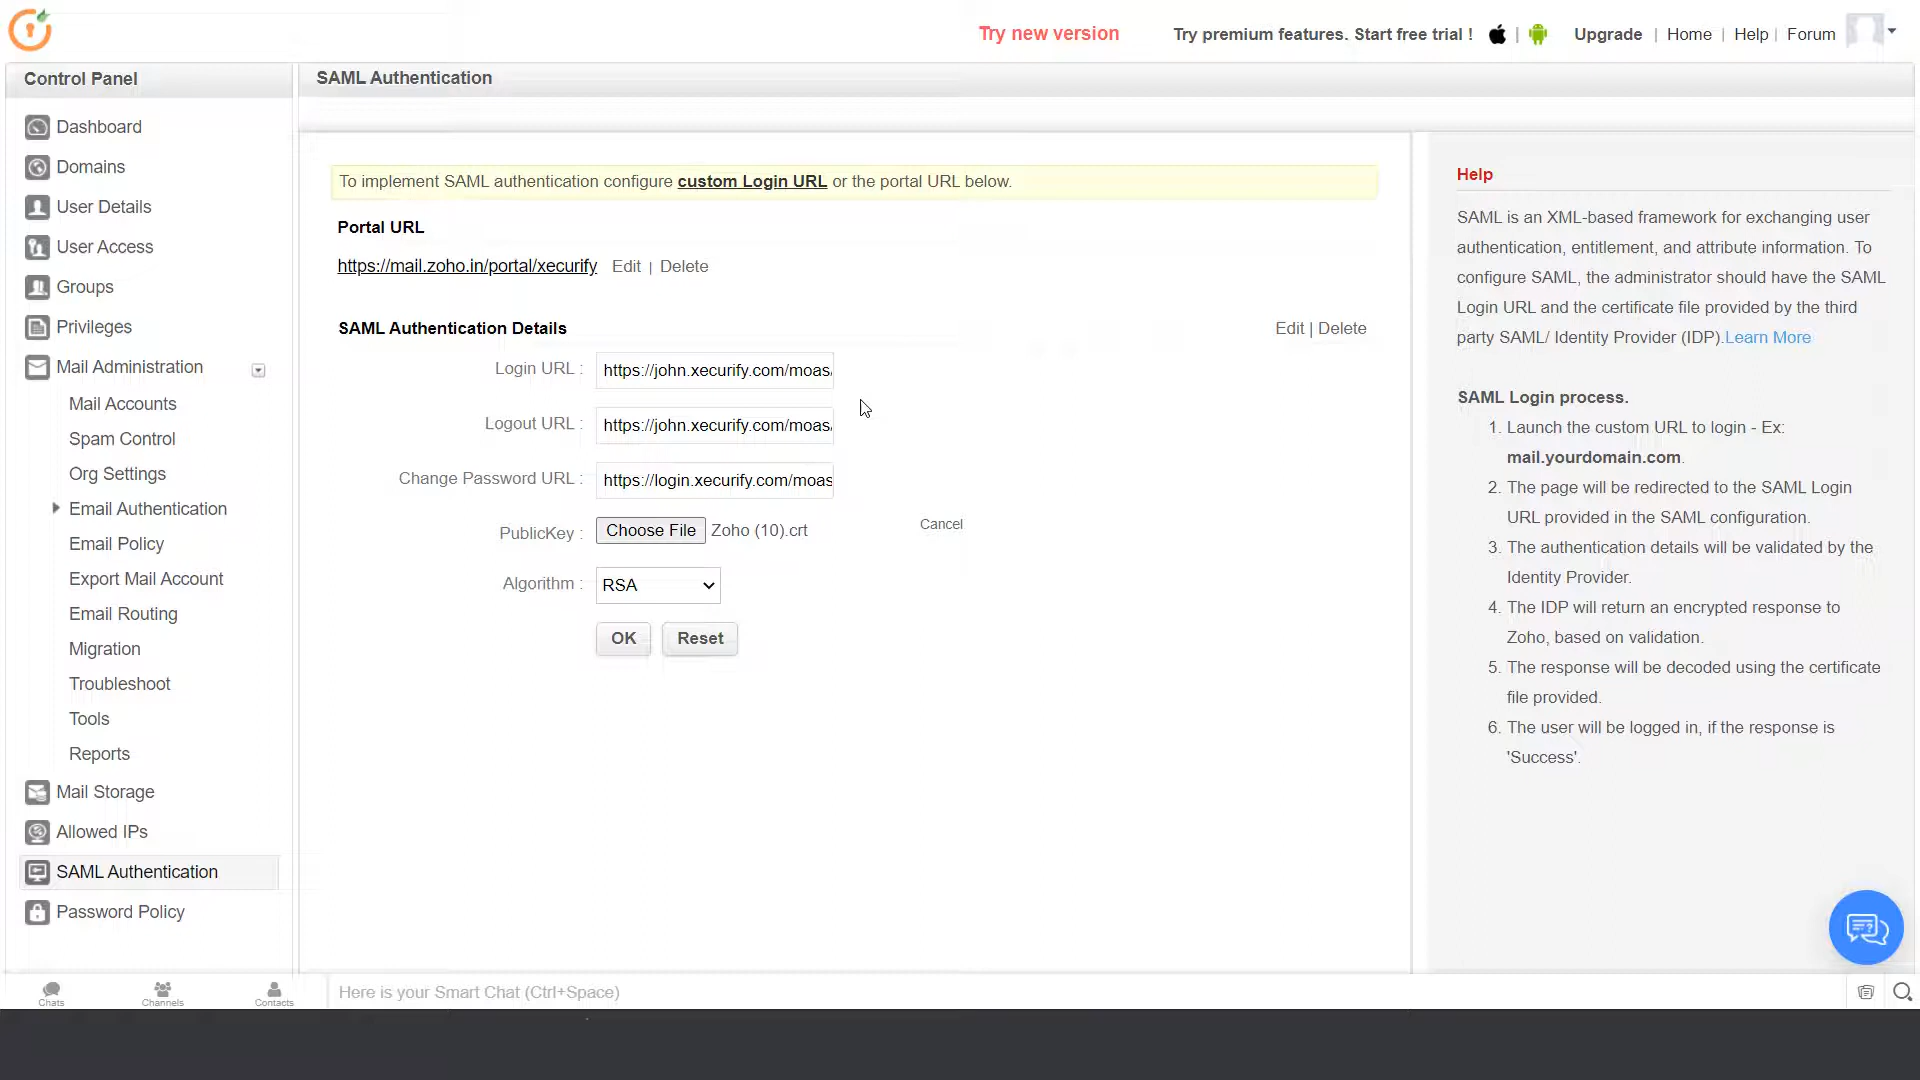 Try new version
Try premium features. Start free trial !
|
Upgrade | Home | Help | Forum
Control Panel
SAML Authentication
Dashboard
Domains
User Details
User Access
Groups
Privileges
Mail Administration
Mail Accounts
Spam Control
Org Settings
Email Authentication
Email Policy
Export Mail Account
Email Routing
Migration
Troubleshoot
Tools
Reports
Mail Storage
Allowed IPs
SAML Authentication
Password Policy
To implement SAML authentication configure custom Login URL or the portal URL below.
Portal URL
https://mail.zoho.in/portal/xecurify Edit | Delete
SAML Authentication Details
Edit | Delete
Login URL : https://john.xecurify.com/moas
Logout URL : https://john.xecurify.com/moas
Change Password URL : https://login.xecurify.com/moas
PublicKey : Choose File Zoho (10).crt
Cancel
Algorithm : RSA
OK Reset
Help
SAML is an XML-based framework for exchanging user
authentication, entitlement, and attribute information. To
configure SAML, the administrator should have the SAML
Login URL and the certificate file provided by the third
party SAML/ Identity Provider (IDP).Learn More
SAML Login process.
1. Launch the custom URL to login - Ex:
mail.yourdomain.com.
2. The page will be redirected to the SAML Login
URL provided in the SAML configuration.
3. The authentication details will be validated by the
Identity Provider.
4. The IDP will return an encrypted response to
Zoho, based on validation.
5. The response will be decoded using the certificate
file provided.
6. The user will be logged in, if the response is
'Success'.
Chats
Channels
Contacts
Here is your Smart Chat (Ctrl+Space)